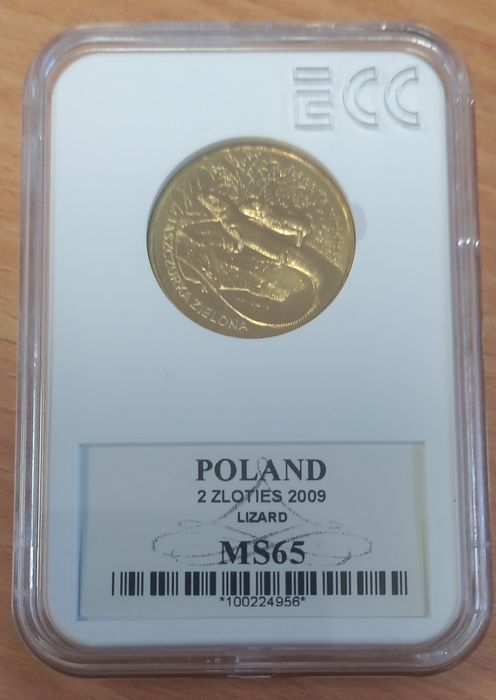 ECC
JASZCZURKA ZIELONA
POLAND
2 ZLOTIES 2009
LIZARD
MS65
*100224956*